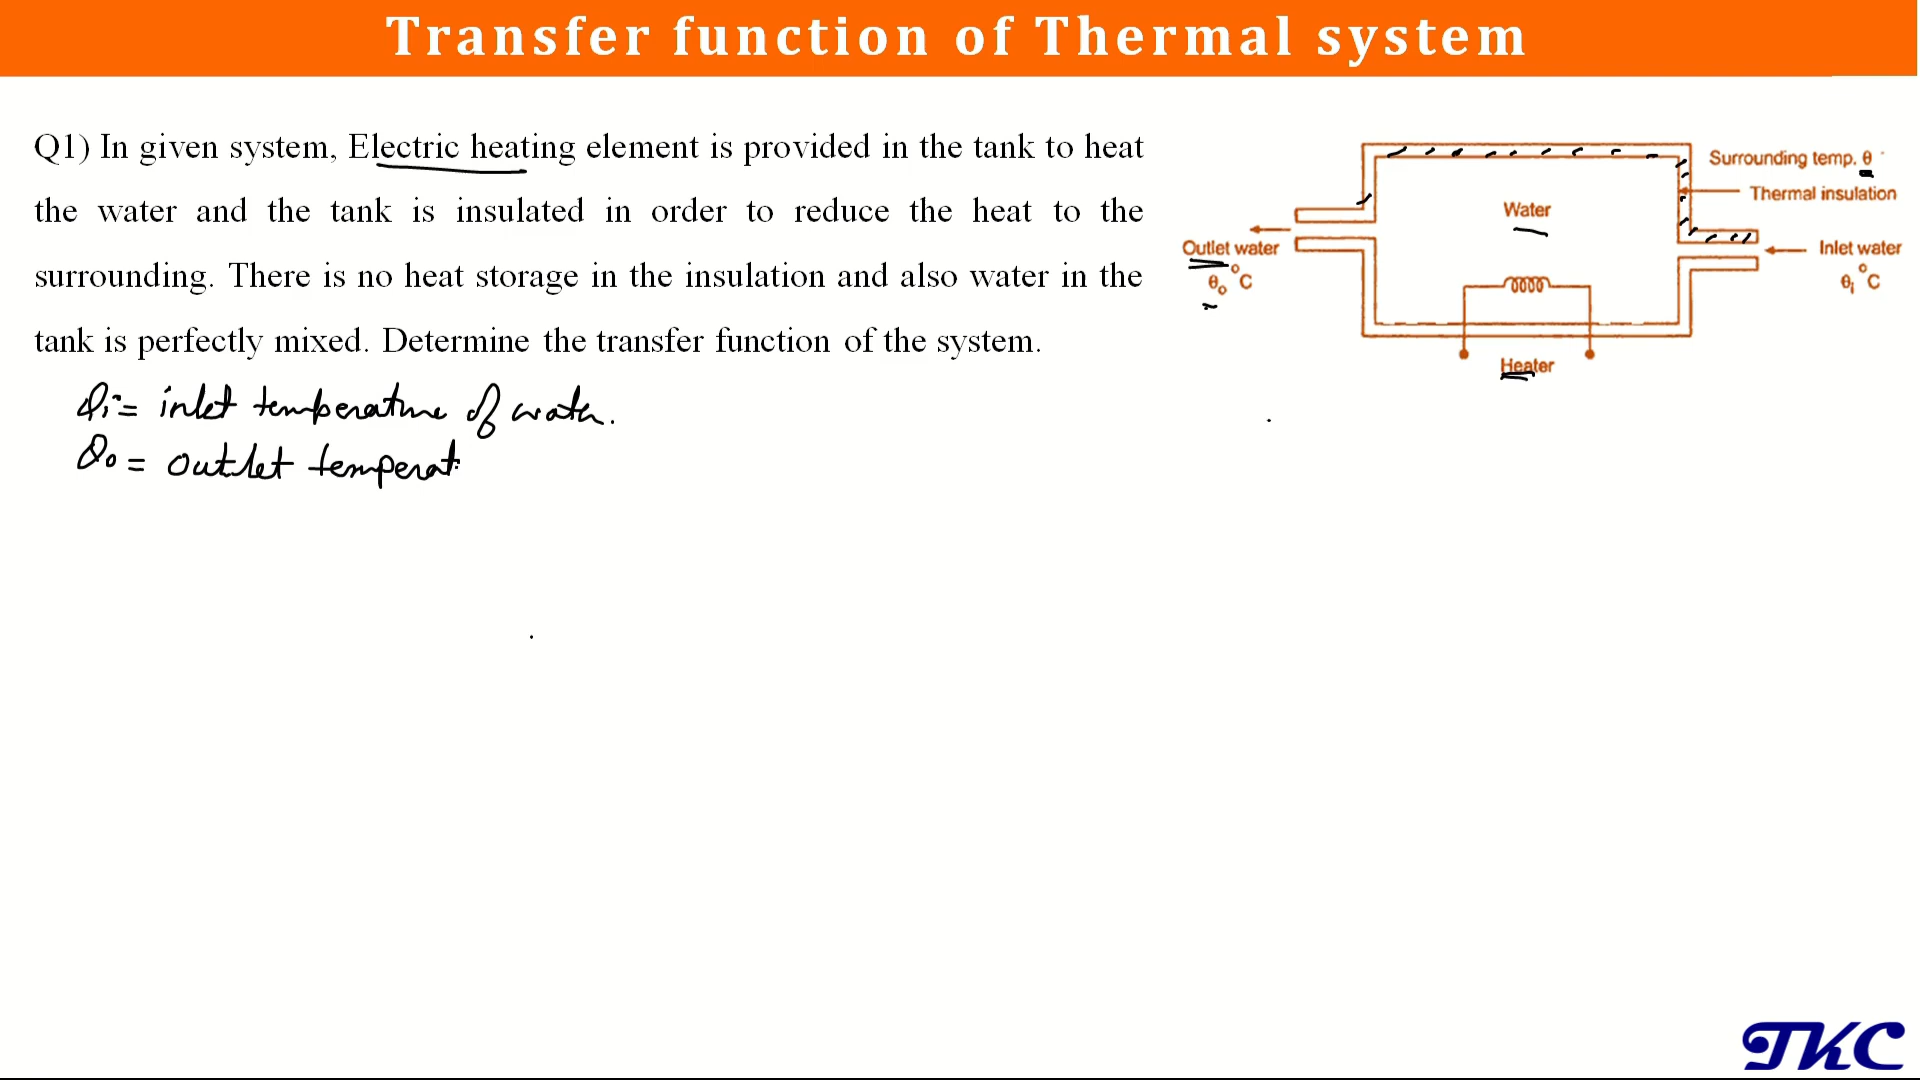 Transfer function of Thermal system
Q1) In given system, Electric heating element is provided in the tank to heat
the water and the tank is insulated in order to reduce the heat to the
surrounding. There is no heat storage in the insulation and also water in the
tank is perfectly mixed. Determine the transfer function of the system.
θi = inlet temperature of water.
θo = outlet temperat
Surrounding temp. θ
Thermal insulation
Water
Outlet water
θo °C
Inlet water
θi °C
Heater
TKC